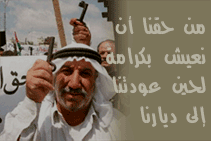 من حقنا أن
نعيش بكرامة
لحين عودتنا
إلى ديارنا